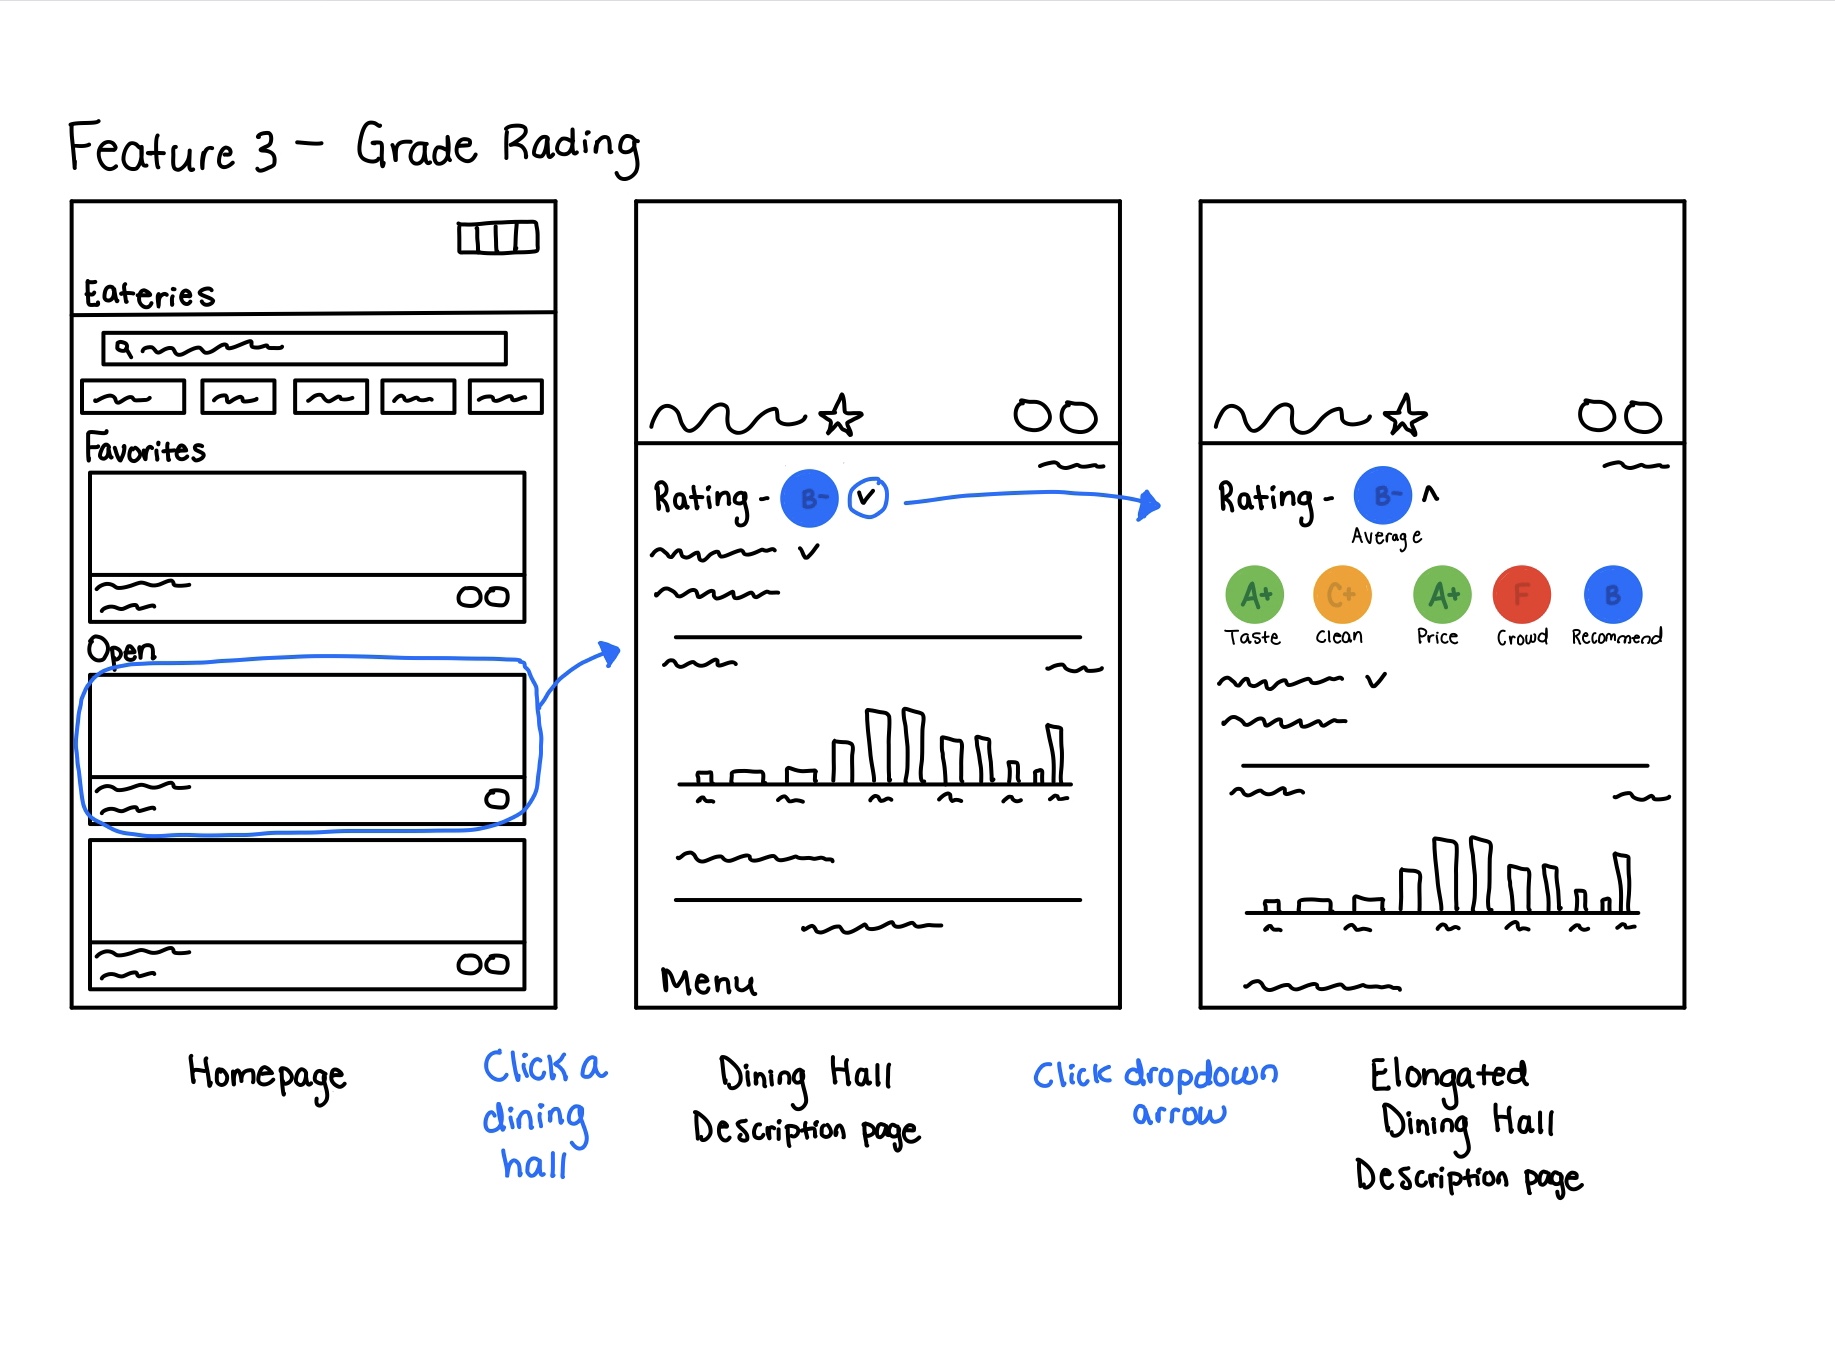 Feature 3 - Grade Rading
Eateries
Favorites
Open
Homepage
Click a
dining
hall
Rating - B-
Menu
Dining Hall
Description page
Click dropdown
arrow
Rating - B-
Average
A+ C+ A+ F B
Taste Clean Price Crowd Recommend
Elongated
Dining Hall
Description page